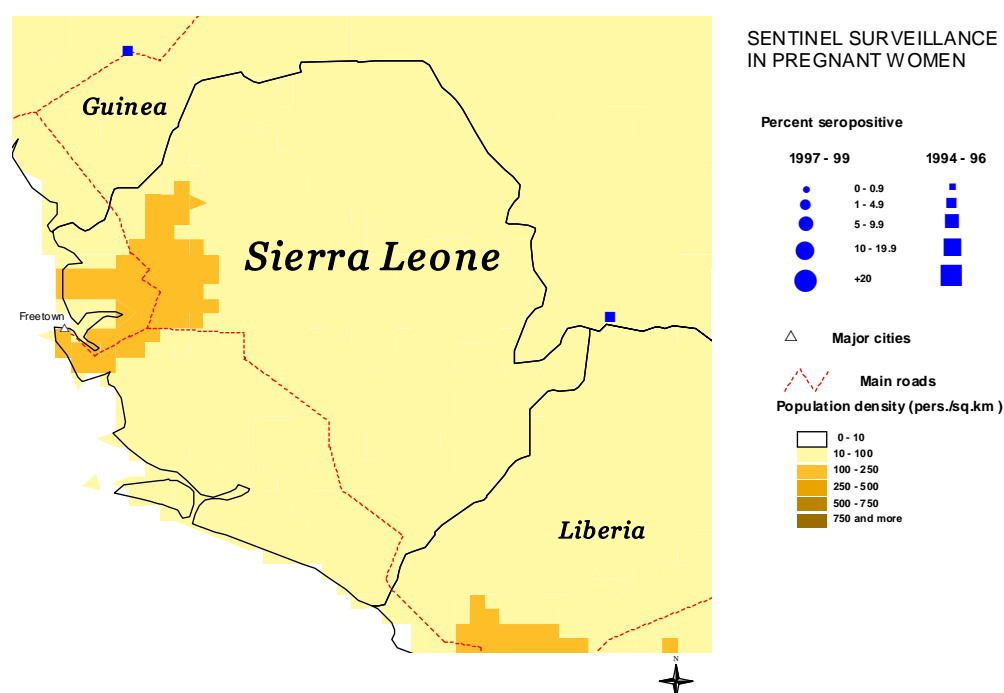 SENTINEL SURVEILLANCE
IN PREGNANT WOMEN
Guinea
Sierra Leone
Freetown
Liberia
N
Percent seropositive
1997 - 99 1994 - 96
0 - 0.9
1 - 4.9
5 - 9.9
10 - 19.9
+20
Major cities
Main roads
Population density (pers./sq.km )
0 - 10
10 - 100
100 - 250
250 - 500
500 - 750
750 and more